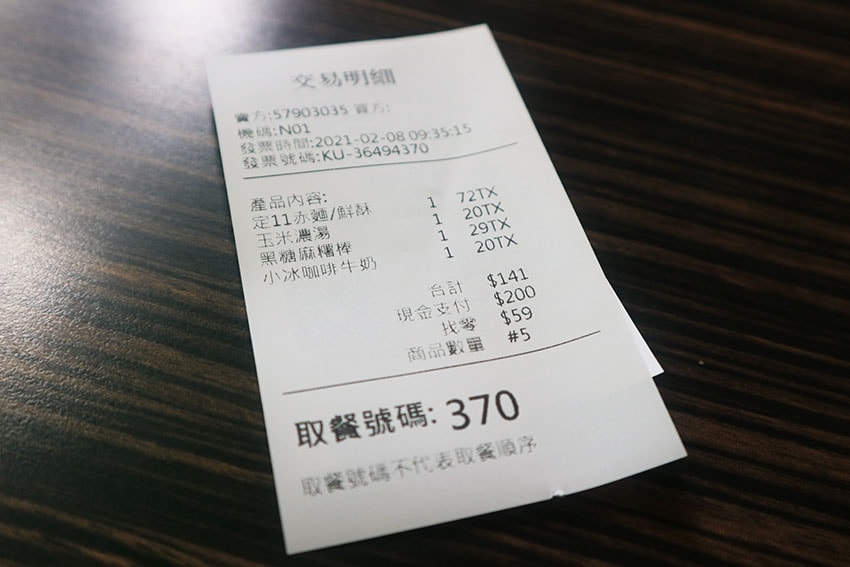 交易明細
賣方:57903035 買方:
機碼:N01
發票時間:2021-02-08 09:35:15
發票號碼:KU-36494370
產品內容:
定11赤麵/鮮酥 1 72TX
玉米濃湯 1 20TX
黑糖麻糬棒 1 29TX
小冰咖啡牛奶 1 20TX
合計 $141
現金支付 $200
找零 $59
商品數量 #5
取餐號碼: 370
取餐號碼不代表取餐順序